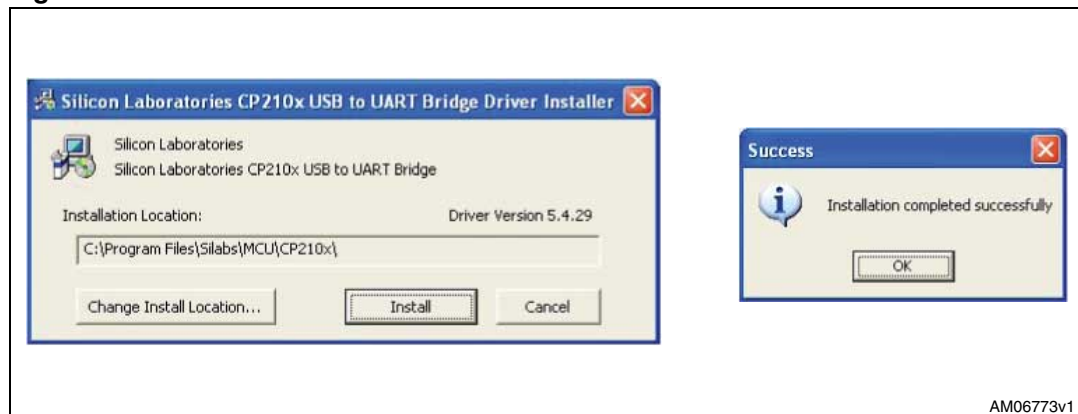 Silicon Laboratories CP210x USB to UART Bridge Driver Installer
Silicon Laboratories
Silicon Laboratories CP210x USB to UART Bridge
Installation Location:
Driver Version 5.4.29
C:\Program Files\Silabs\MCU\CP210x\
Change Install Location...
Install
Cancel
Success
Installation completed successfully
OK
AM06773v1